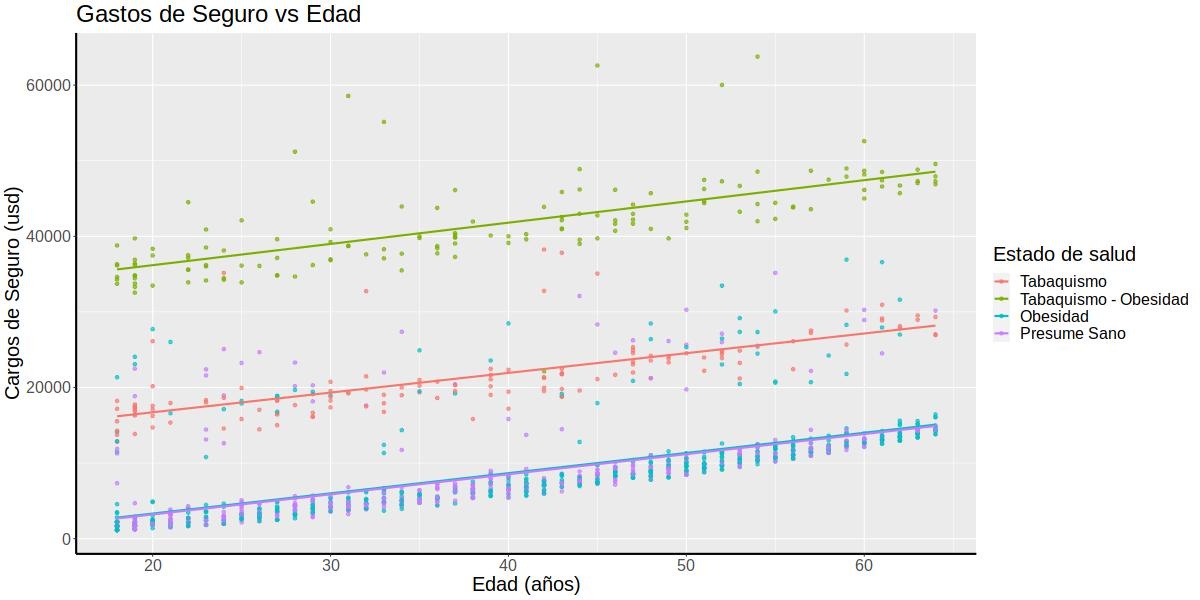 Gastos de Seguro vs Edad
Cargos de Seguro (usd)
60000
40000
20000
0
20
30
40
50
60
Edad (años)
Estado de salud
Tabaquismo
Tabaquismo - Obesidad
Obesidad
Presume Sano